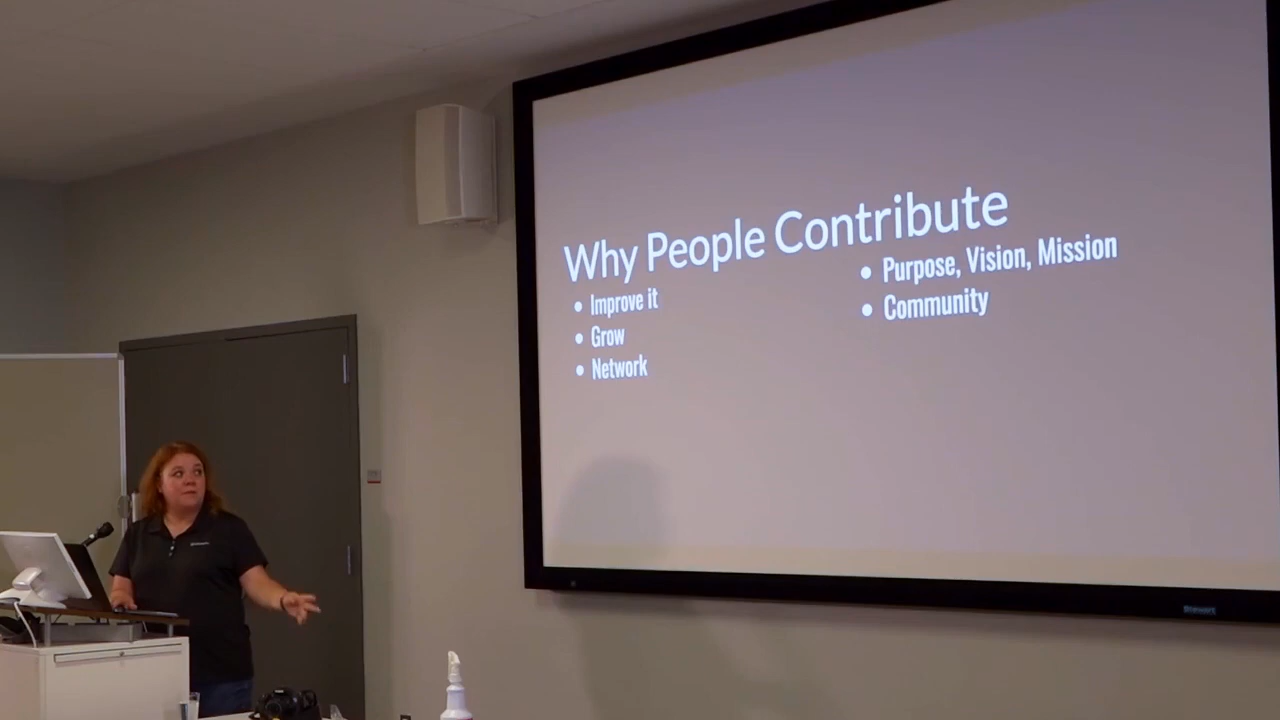 Why People Contribute
• Improve it
• Grow
• Network
• Purpose, Vision, Mission
• Community